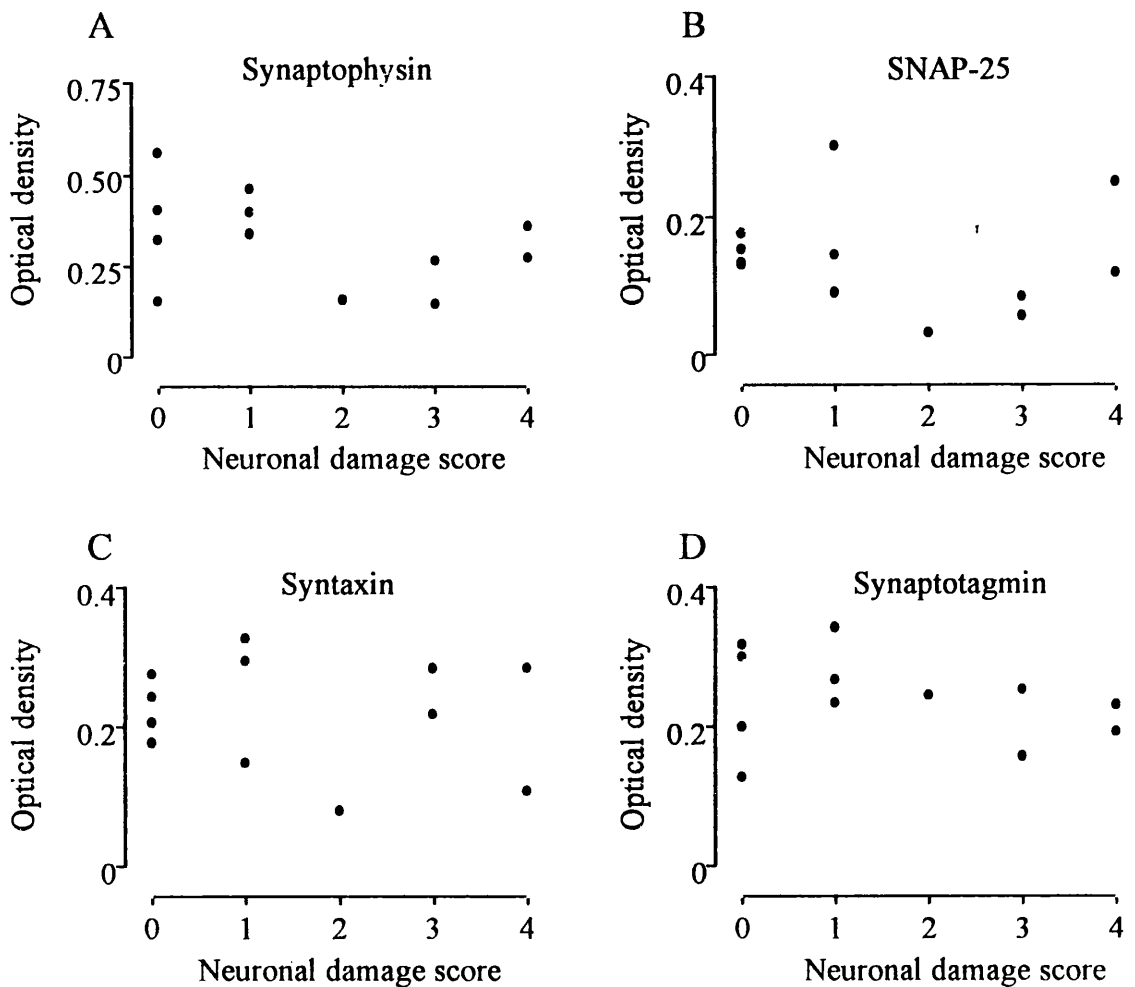 A
Synaptophysin
0.75
0.50
0.25
0
Optical density
0 1 2 3 4
Neuronal damage score
B
SNAP-25
0.4
0.2
0
Optical density
0 1 2 3 4
Neuronal damage score
C
Syntaxin
0.4
0.2
0
Optical density
0 1 2 3 4
Neuronal damage score
D
Synaptotagmin
0.4
0.2
0
Optical density
0 1 2 3 4
Neuronal damage score